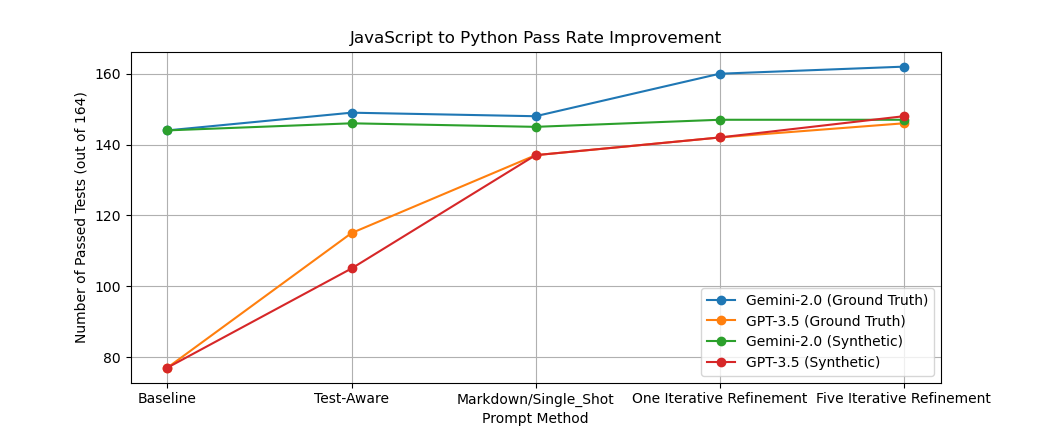 JavaScript to Python Pass Rate Improvement
Number of Passed Tests (out of 164)
160
140
120
100
80
Gemini-2.0 (Ground Truth)
GPT-3.5 (Ground Truth)
Gemini-2.0 (Synthetic)
GPT-3.5 (Synthetic)
Baseline Test-Aware Markdown/Single_Shot One Iterative Refinement Five Iterative Refinement
Prompt Method